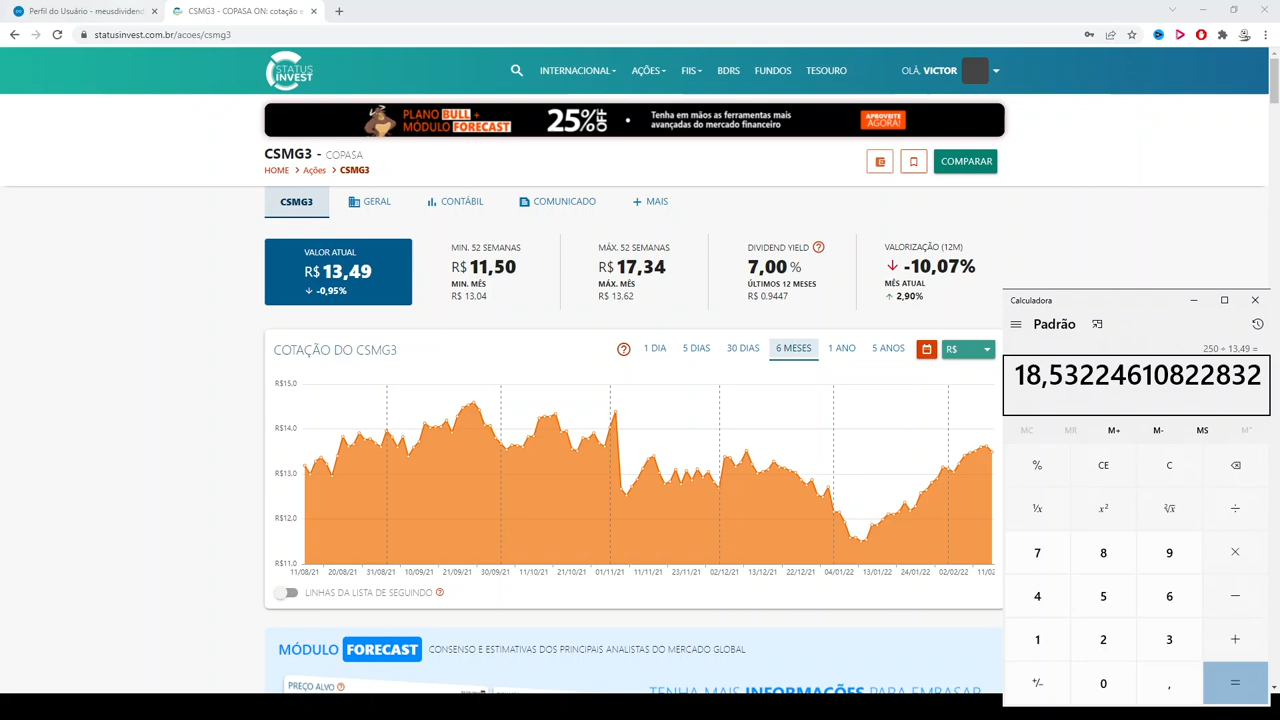 Perfil do Usuário - meusdividend
CSMG3 - COPASA ON: cotação e
statusinvest.com.br/acoes/csmg3
STATUS
INVEST
INTERNACIONAL
AÇÕES
FIIS
BDRS
FUNDOS
TESOURO
OLÁ, VICTOR
PLANO BULL +
MÓDULO FORECAST
25% OFF
Tenha em mãos as ferramentas mais
avançadas do mercado financeiro
APROVEITE
AGORA!
CSMG3 - COPASA
HOME > Ações > CSMG3
COMPARAR
CSMG3
GERAL
CONTÁBIL
COMUNICADO
+ MAIS
VALOR ATUAL
R$ 13,49
↓ -0,95%
MIN. 52 SEMANAS
R$ 11,50
MIN. MÊS
R$ 13.04
MÁX. 52 SEMANAS
R$ 17,34
MÁX. MÊS
R$ 13.62
DIVIDEND YIELD ?
7,00 %
ÚLTIMOS 12 MESES
R$ 0.9447
VALORIZAÇÃO (12M)
↓ -10,07%
MÊS ATUAL
↑ 2,90%
COTAÇÃO DO CSMG3
?
1 DIA
5 DIAS
30 DIAS
6 MESES
1 ANO
5 ANOS
R$
R$15.0
R$14.0
R$13.0
R$12.0
R$11.0
11/08/21
20/08/21
31/08/21
10/09/21
21/09/21
30/09/21
12/10/21
21/10/21
01/11/21
11/11/21
23/11/21
02/12/21
13/12/21
22/12/21
04/01/22
13/01/22
24/01/22
02/02/22
11/02
LINHAS DA LISTA DE SEGUINDO ?
MÓDULO FORECAST
CONSENSO E ESTIMATIVAS DOS PRINCIPAIS ANALISTAS DO MERCADO GLOBAL
PREÇO ALVO ?
TENHA MAIS INFORMAÇÕES PARA EMBASAR
Calculadora
Padrão
250 ÷ 13,49 =
18,53224610822832
MC MR M+ M- MS M˅
% CE C
¹/x x² ²√x ÷
7 8 9 ×
4 5 6 −
1 2 3 +
+/− 0 , =